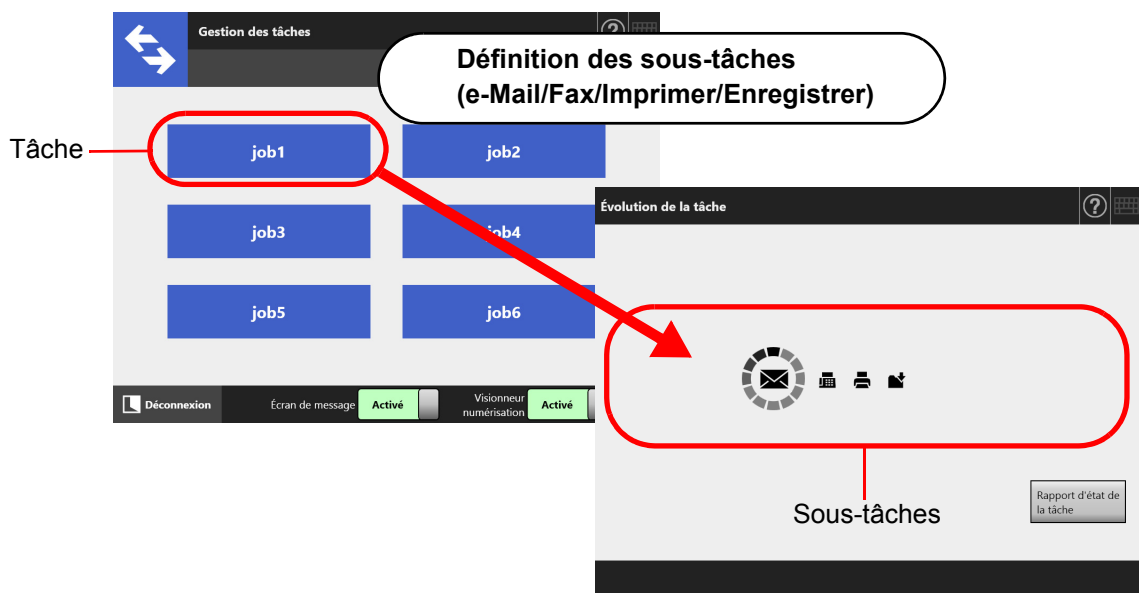 Gestion des tâches
Définition des sous-tâches
(e-Mail/Fax/Imprimer/Enregistrer)
Tâche
job1
job2
job3
job4
job5
job6
Déconnexion
Écran de message
Activé
Visionneur
numérisation
Activé
Évolution de la tâche
?
Sous-tâches
Rapport d'état de
la tâche